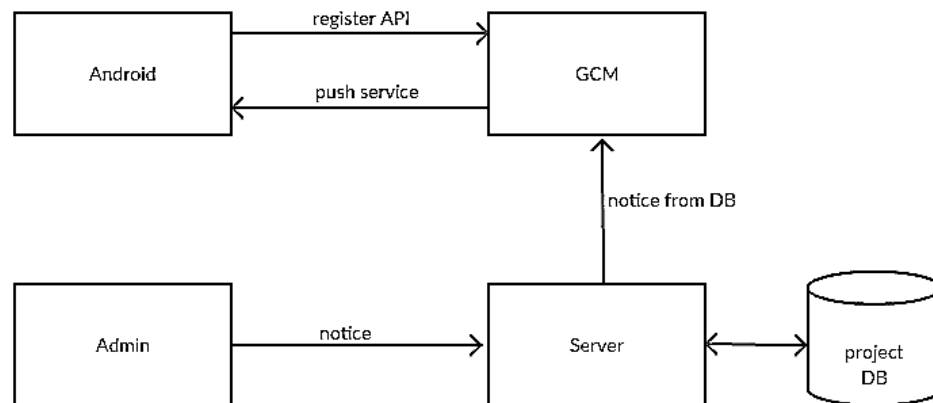 register API
Android
GCM
push service
notice from DB
Admin
notice
Server
project
DB